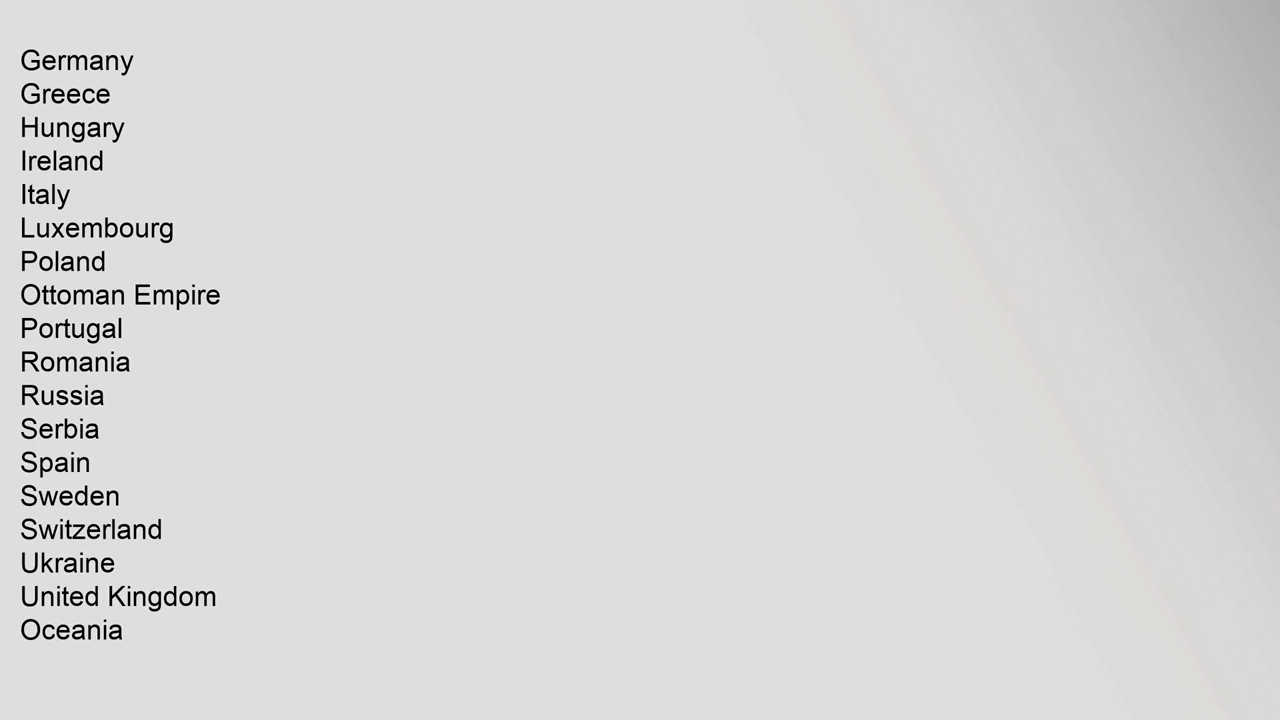 Germany
Greece
Hungary
Ireland
Italy
Luxembourg
Poland
Ottoman Empire
Portugal
Romania
Russia
Serbia
Spain
Sweden
Switzerland
Ukraine
United Kingdom
Oceania